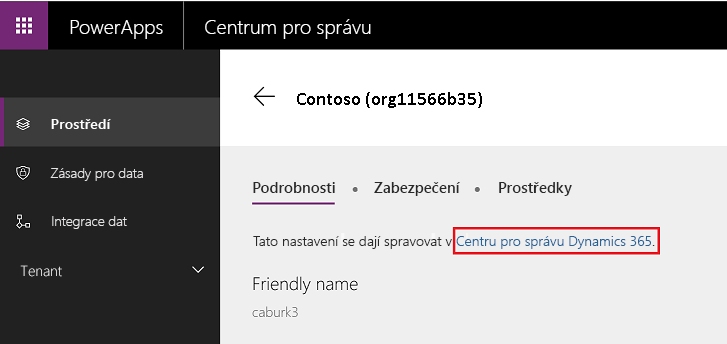 PowerApps Centrum pro správu
Contoso (org11566b35)
Prostředí
Zásady pro data
Integrace dat
Tenant
Podrobnosti • Zabezpečení • Prostředky
Tato nastavení se dají spravovat v Centru pro správu Dynamics 365.
Friendly name
caburk3